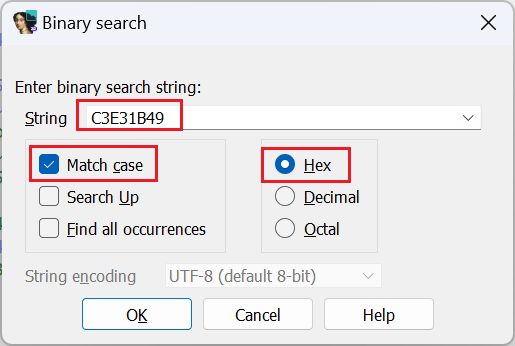 Binary search
Enter binary search string:
String C3E31B49
Match case Hex
Search Up Decimal
Find all occurrences Octal
String encoding UTF-8 (default 8-bit)
OK Cancel Help